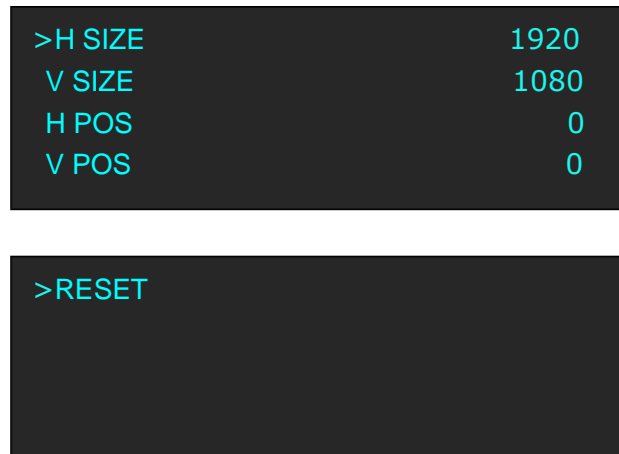 >H SIZE 1920
V SIZE 1080
H POS 0
V POS 0
>RESET